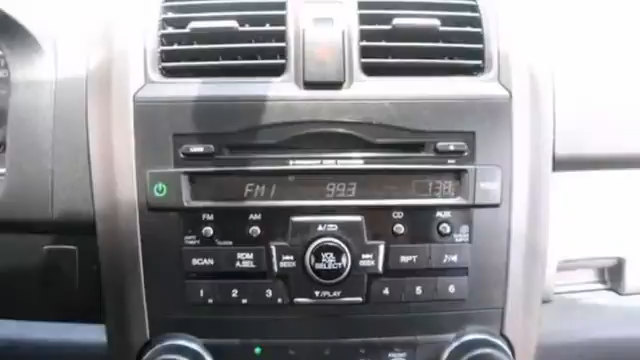 LOAD
FM1 99.3 1:38
FM AM CD AUX
SCAN RDM A.SEL SEEK VOL PUSH SELECT SEEK RPT
1 2 3 ▼/PLAY 4 5 6